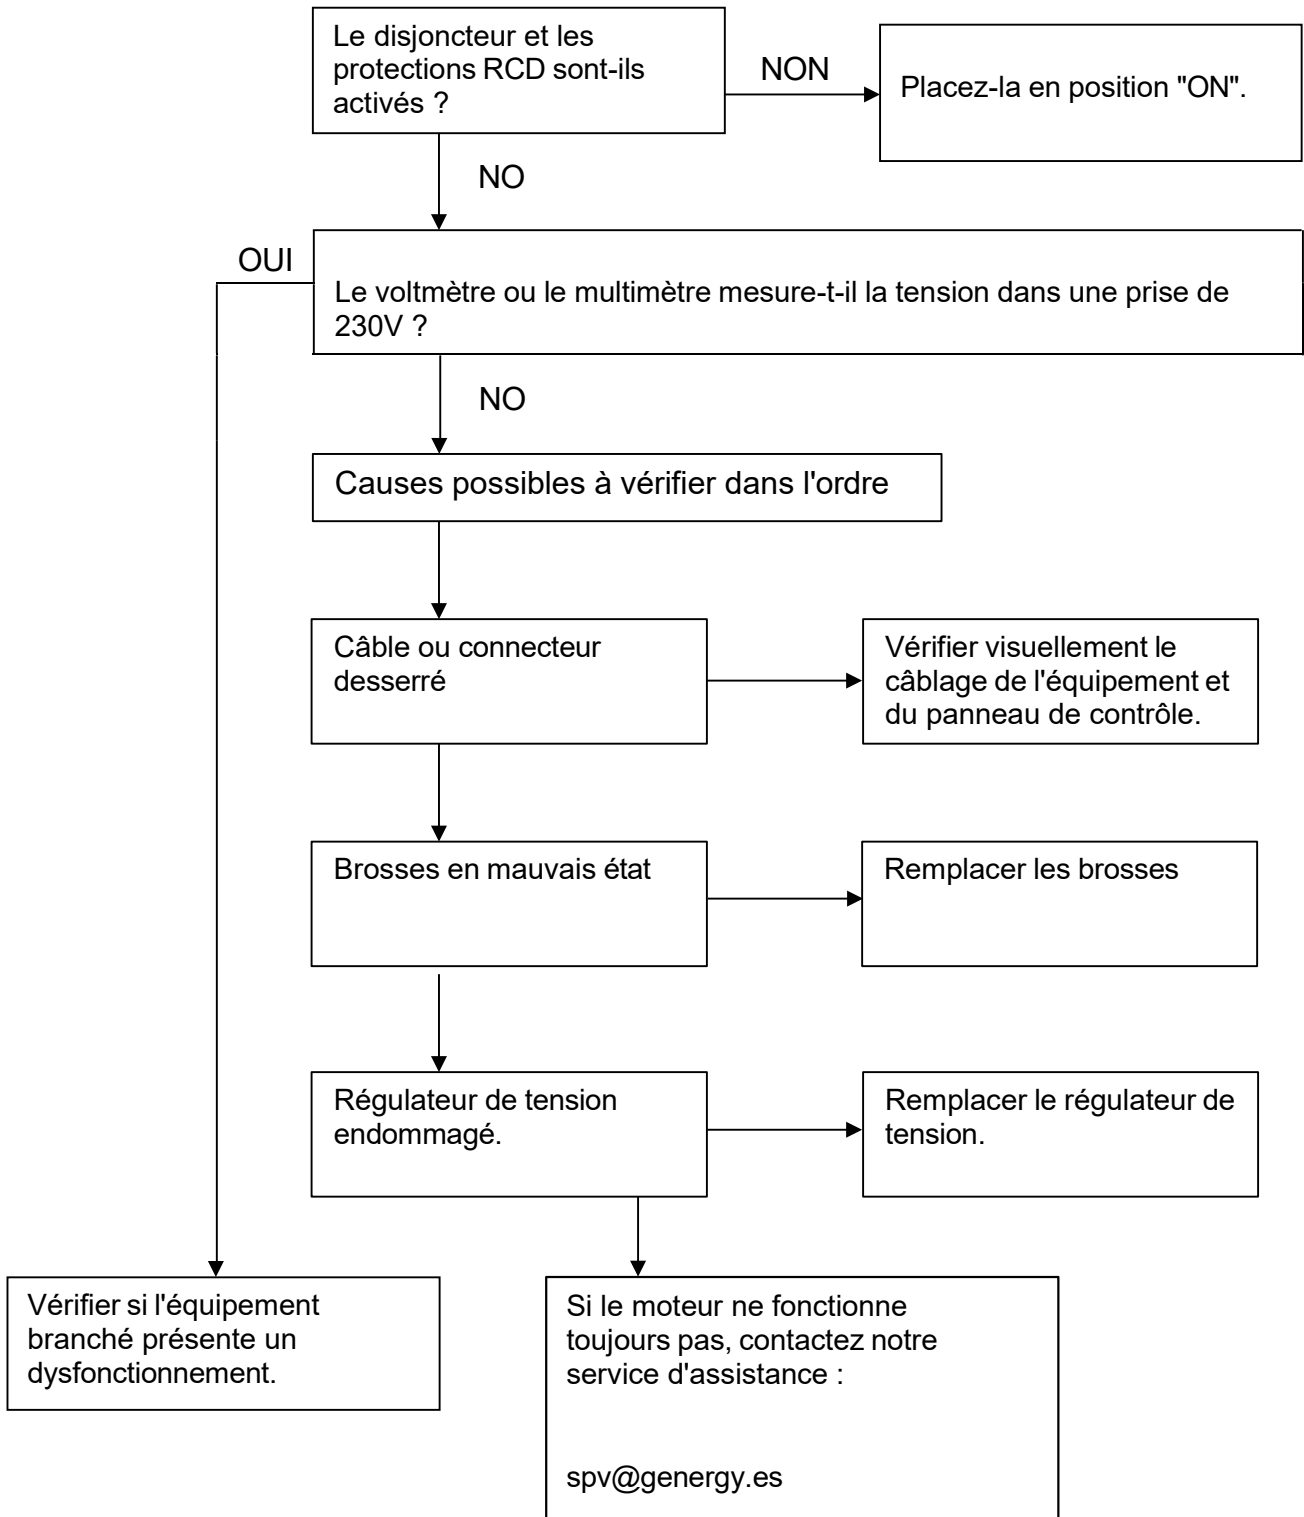 Le disjoncteur et les
protections RCD sont-ils
activés ?
NON
Placez-la en position "ON".
NO
OUI
Le voltmètre ou le multimètre mesure-t-il la tension dans une prise de
230V ?
NO
Causes possibles à vérifier dans l'ordre
Câble ou connecteur
desserré
Vérifier visuellement le
câblage de l'équipement et
du panneau de contrôle.
Brosses en mauvais état
Remplacer les brosses
Régulateur de tension
endommagé.
Remplacer le régulateur de
tension.
Vérifier si l'équipement
branché présente un
dysfonctionnement.
Si le moteur ne fonctionne
toujours pas, contactez notre
service d'assistance :
spv@genergy.es